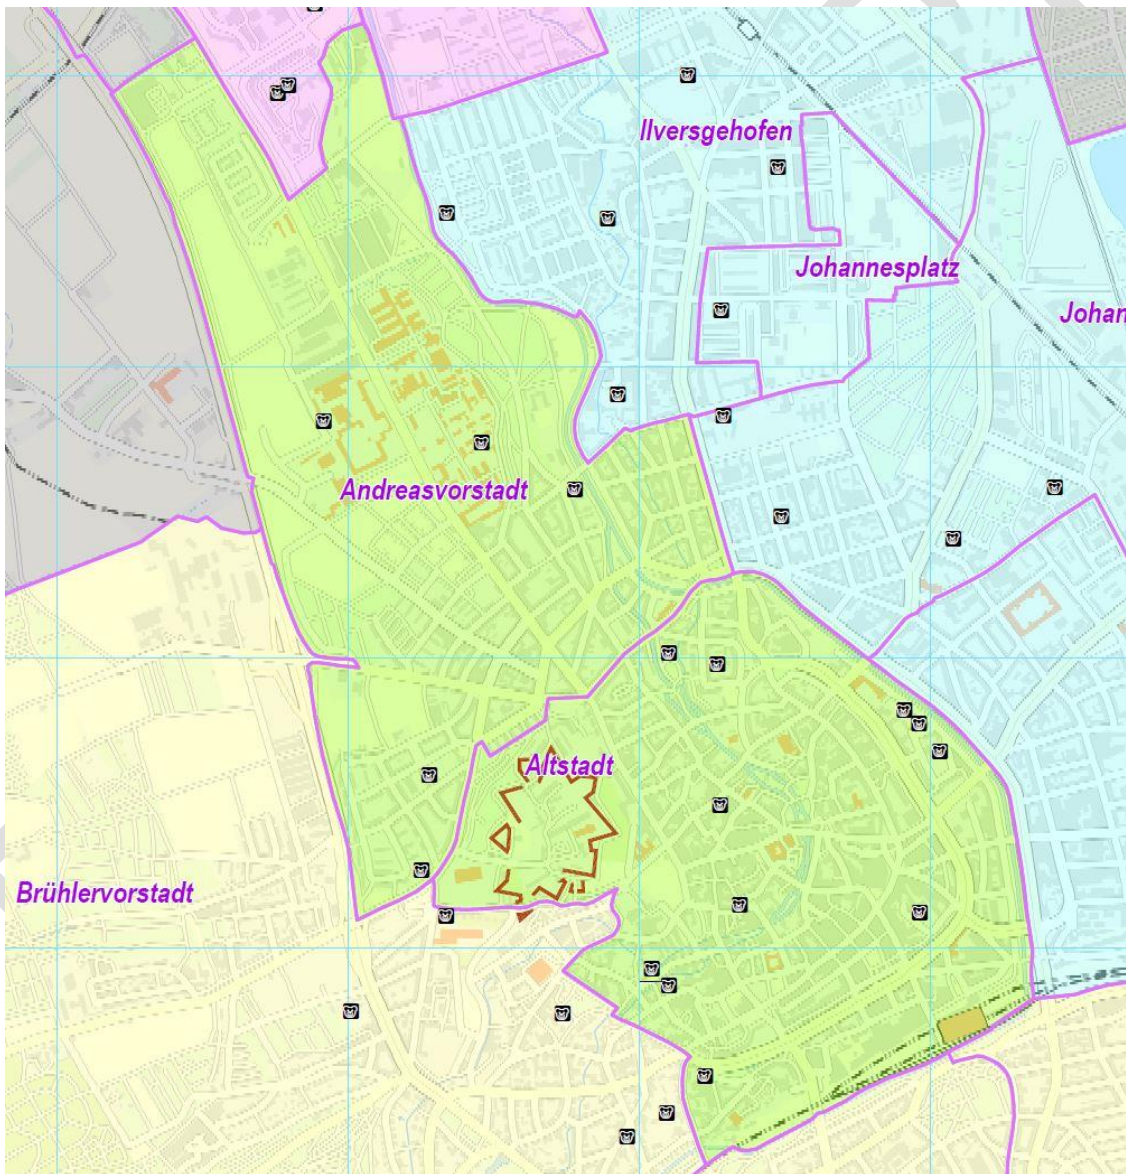 Ilversgehofen
Johannesplatz
Johan
Andreasvorstadt
Altstadt
Brühlervorstadt